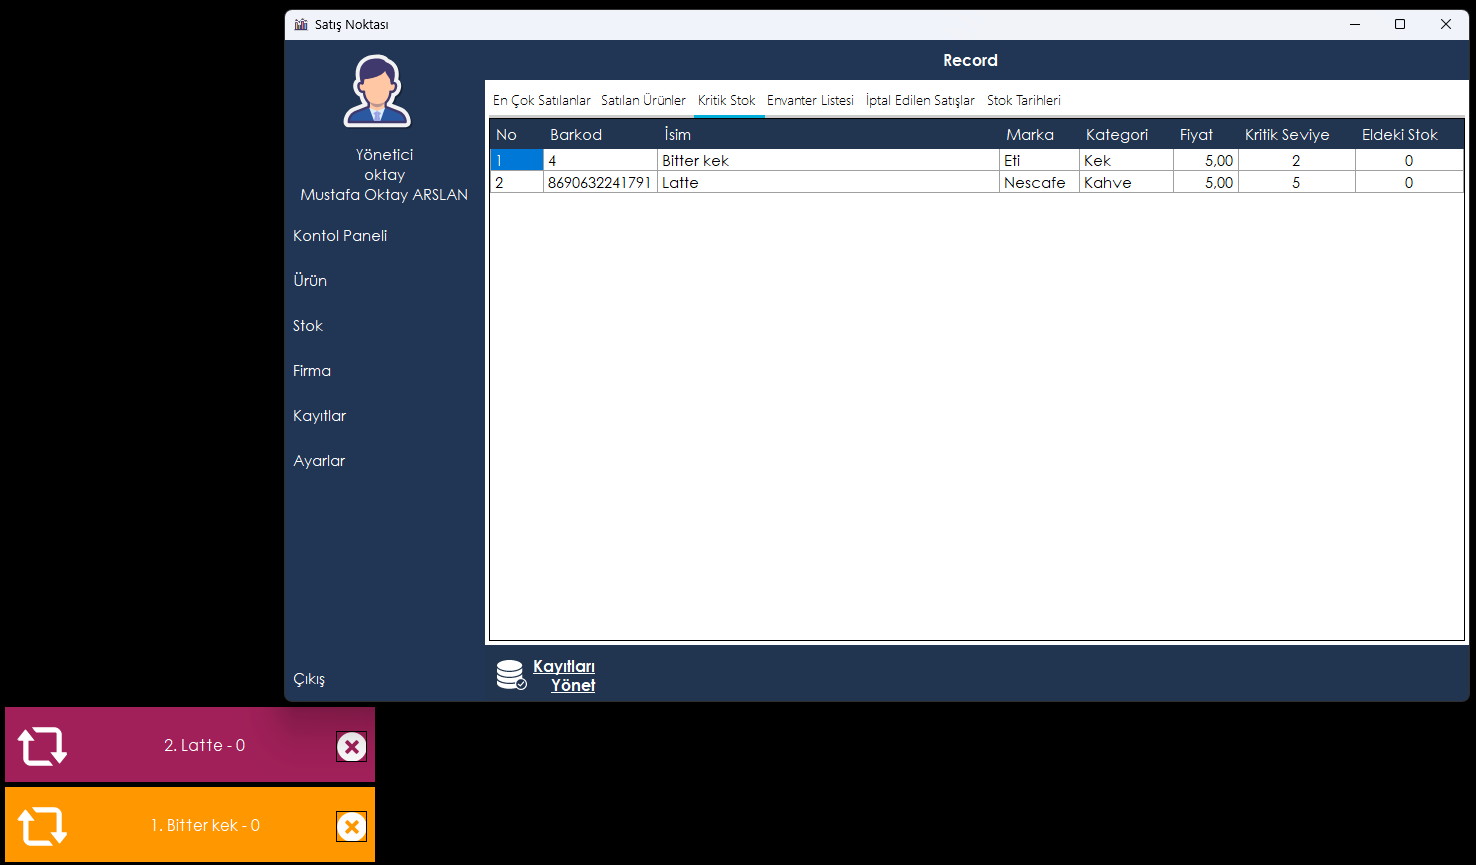 Satış Noktası
Record
Yönetici
oktay
Mustafa Oktay ARSLAN
Kontol Paneli
Ürün
Stok
Firma
Kayıtlar
Ayarlar
Çıkış
En Çok Satılanlar Satılan Ürünler Kritik Stok Envanter Listesi İptal Edilen Satışlar Stok Tarihleri
No Barkod İsim Marka Kategori Fiyat Kritik Seviye Eldeki Stok
1 4 Bitter kek Eti Kek 5,00 2 0
2 8690632241791 Latte Nescafe Kahve 5,00 5 0
Kayıtları
Yönet
2. Latte - 0
1. Bitter kek - 0